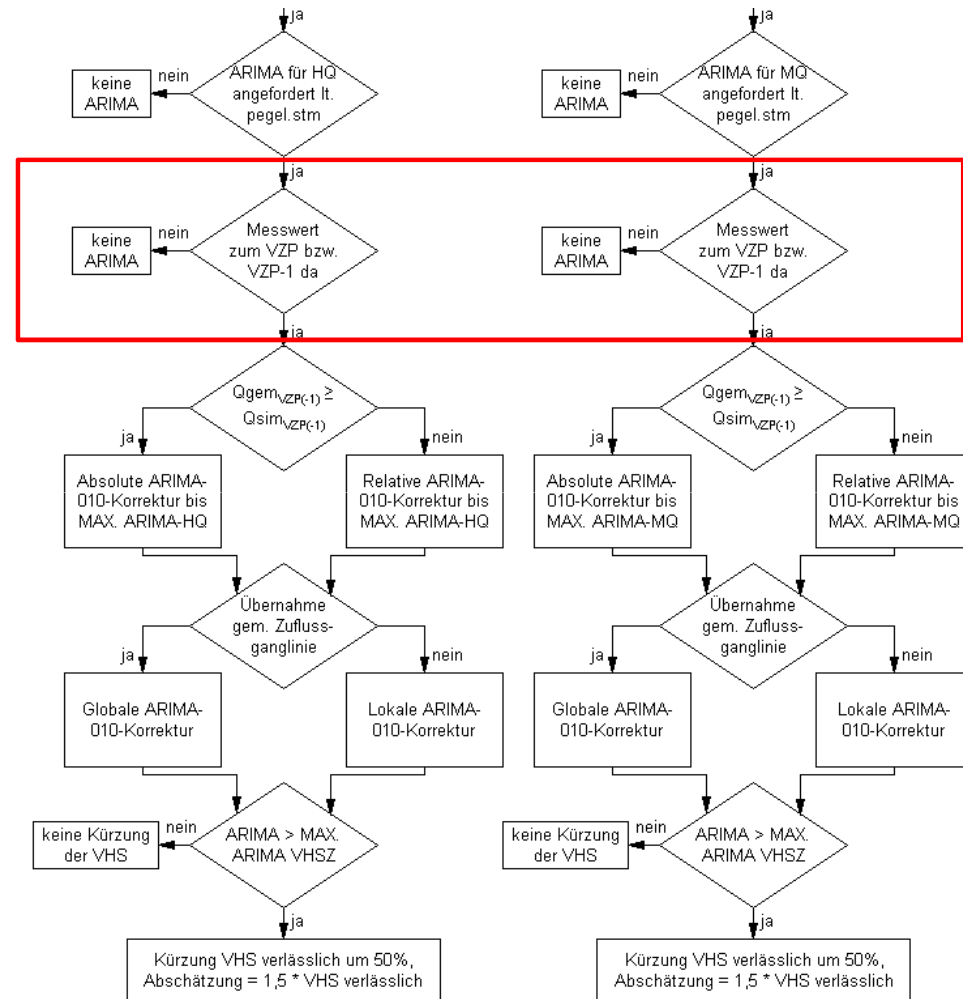 ja
ja
ARIMA für HQ
angefordert lt.
pegel.stm
nein
keine
ARIMA
ARIMA für MQ
angefordert lt.
pegel.stm
nein
keine
ARIMA
ja
ja
Messwert
zum VZP bzw.
VZP-1 da
nein
keine
ARIMA
Messwert
zum VZP bzw.
VZP-1 da
nein
keine
ARIMA
ja
ja
Qgem VZP(-1) ≥
Qsim VZP(-1)
ja
nein
Qgem VZP(-1) ≥
Qsim VZP(-1)
ja
nein
Absolute ARIMA-
010-Korrektur bis
MAX. ARIMA-HQ
Relative ARIMA-
010-Korrektur bis
MAX. ARIMA-HQ
Absolute ARIMA-
010-Korrektur bis
MAX. ARIMA-MQ
Relative ARIMA-
010-Korrektur bis
MAX. ARIMA-MQ
Übernahme
gem. Zufluss-
ganglinie
ja
nein
Übernahme
gem. Zufluss-
ganglinie
ja
nein
Globale ARIMA-
010-Korrektur
Lokale ARIMA-
010-Korrektur
Globale ARIMA-
010-Korrektur
Lokale ARIMA-
010-Korrektur
ARIMA > MAX.
ARIMA VHSZ
nein
keine Kürzung
der VHS
ARIMA > MAX.
ARIMA VHSZ
nein
keine Kürzung
der VHS
ja
ja
Kürzung VHS verlässlich um 50%,
Abschätzung = 1,5 * VHS verlässlich
Kürzung VHS verlässlich um 50%,
Abschätzung = 1,5 * VHS verlässlich